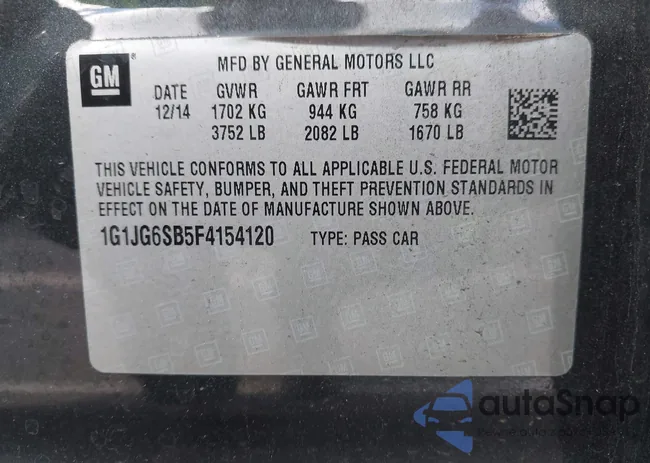 GM
MFD BY GENERAL MOTORS LLC
DATE GVWR GAWR FRT GAWR RR
12/14 1702 KG 944 KG 758 KG
3752 LB 2082 LB 1670 LB
THIS VEHICLE CONFORMS TO ALL APPLICABLE U.S. FEDERAL MOTOR
VEHICLE SAFETY, BUMPER, AND THEFT PREVENTION STANDARDS IN
EFFECT ON THE DATE OF MANUFACTURE SHOWN ABOVE.
1G1JG6SB5F4154120 TYPE: PASS CAR
autoSnap